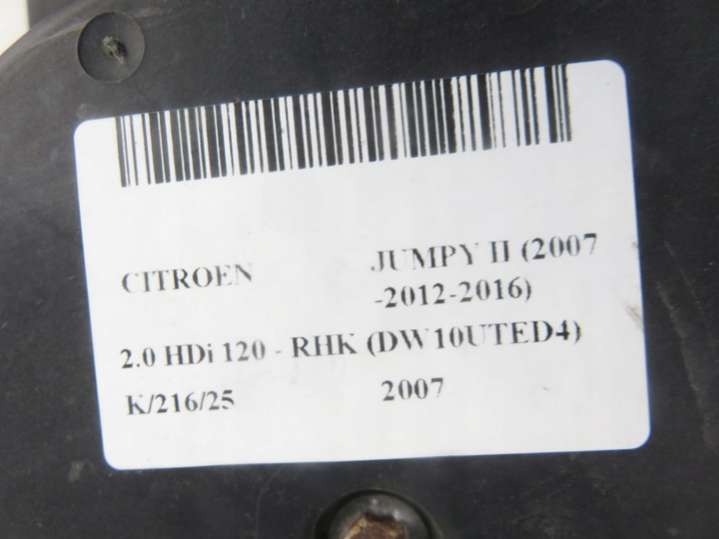 CITROEN JUMPY II (2007
-2012-2016)
2.0 HDi 120 - RHK (DW10UTED4)
K/216/25 2007